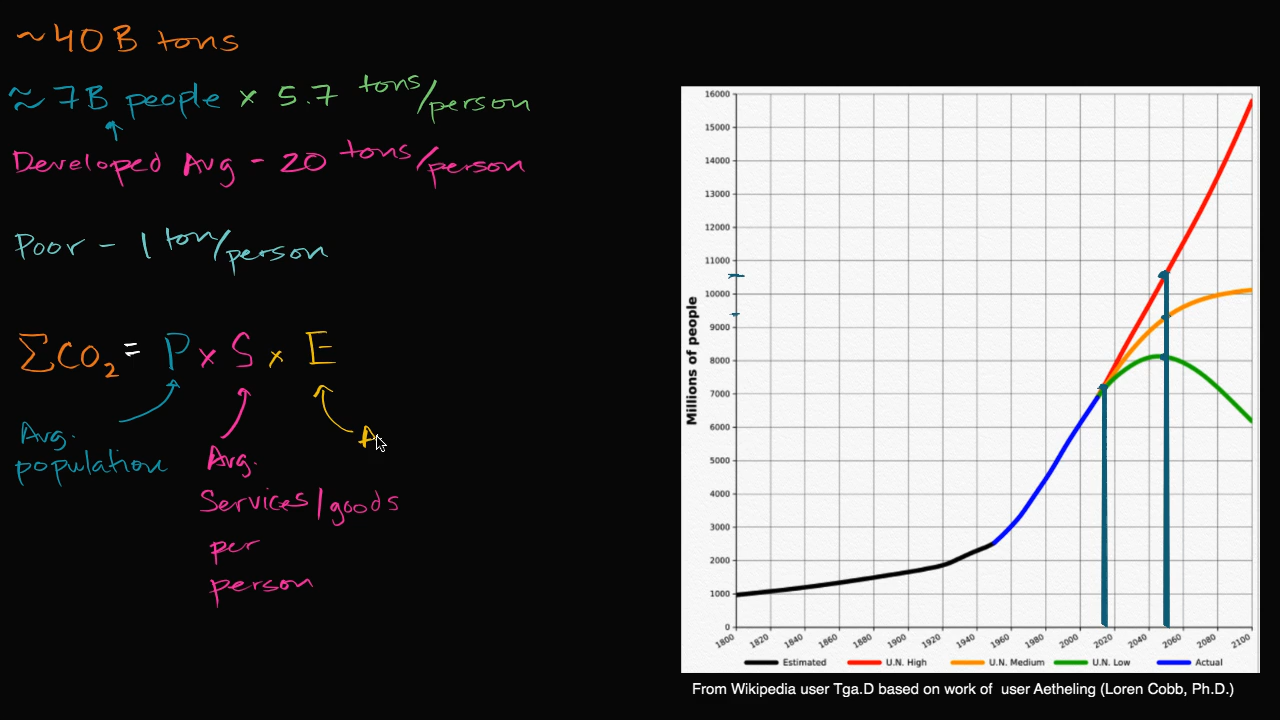 ~40 B tons
≈ 7B people × 5.7 tons/person
Developed Avg - 20 tons/person
Poor - 1 ton/person
ΣCO₂ = P × S × E
Avg.
population
Avg.
Services/goods
per
person
A
Millions of people
16000
15000
14000
13000
12000
11000
10000
9000
8000
7000
6000
5000
4000
3000
2000
1000
0
1800 1820 1840 1860 1880 1900 1920 1940 1960 1980 2000 2020 2040 2060 2080 2100
Estimated U.N. High U.N. Medium U.N. Low Actual
From Wikipedia user Tga.D based on work of user Aetheling (Loren Cobb, Ph.D.)